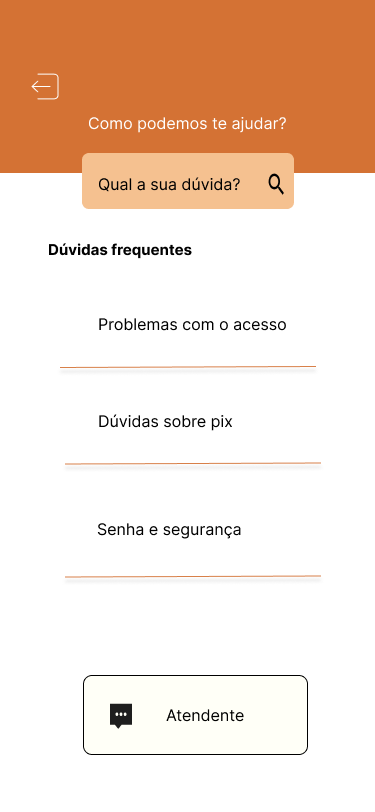 Como podemos te ajudar?
Qual a sua dúvida?
Dúvidas frequentes
Problemas com o acesso
Dúvidas sobre pix
Senha e segurança
Atendente